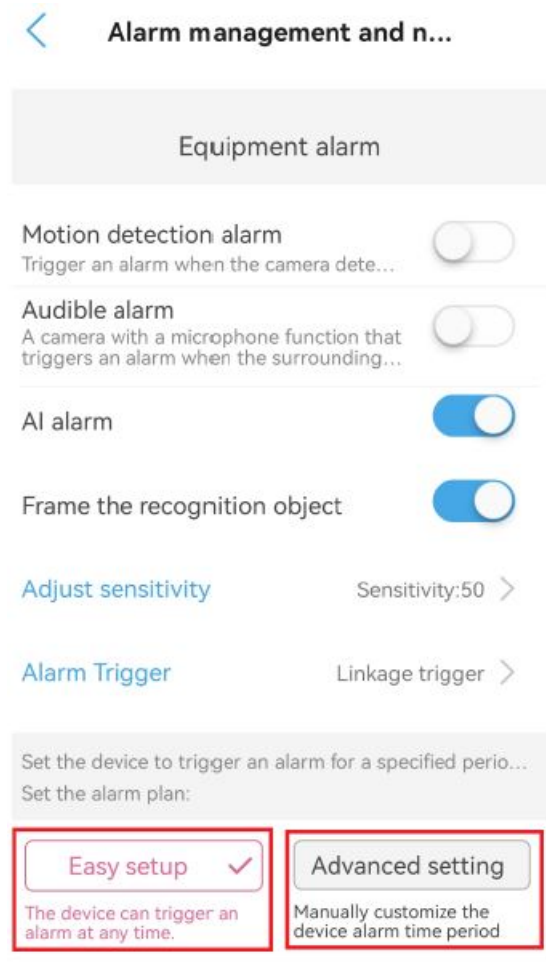 Alarm management and n...
Equipment alarm
Motion detection alarm
Trigger an alarm when the camera dete...
Audible alarm
A camera with a microphone function that
triggers an alarm when the surrounding...
AI alarm
Frame the recognition object
Adjust sensitivity Sensitivity:50
Alarm Trigger Linkage trigger
Set the device to trigger an alarm for a specified perio...
Set the alarm plan:
Easy setup
The device can trigger an
alarm at any time.
Advanced setting
Manually customize the
device alarm time period